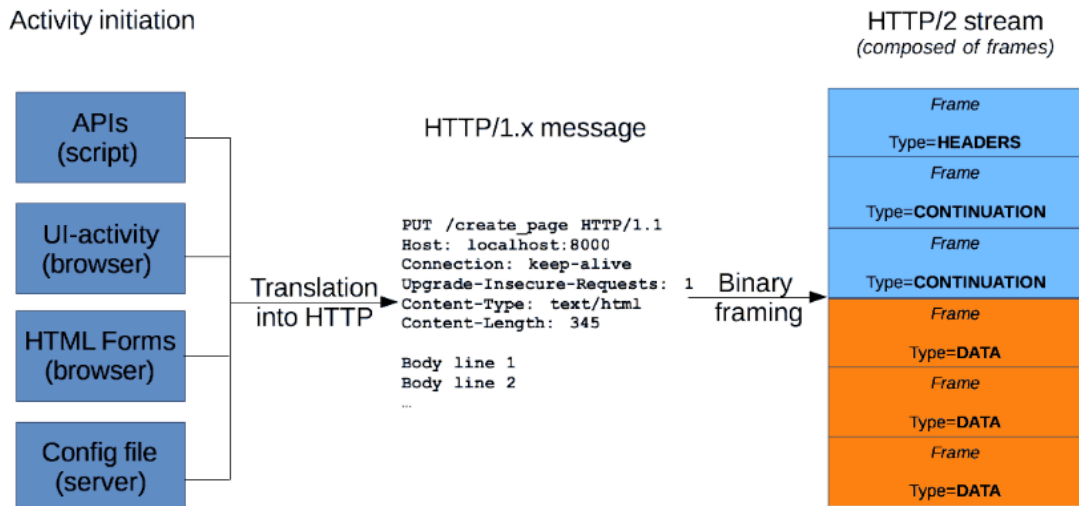 Activity initiation
HTTP/2 stream
(composed of frames)
APIs
(script)
UI-activity
(browser)
HTML Forms
(browser)
Config file
(server)
Translation
into HTTP
HTTP/1.x message
PUT /create_page HTTP/1.1
Host: localhost:8000
Connection: keep-alive
Upgrade-Insecure-Requests: 1
Content-Type: text/html
Content-Length: 345
Body line 1
Body line 2
…
Binary
framing
Frame
Type=HEADERS
Frame
Type=CONTINUATION
Frame
Type=CONTINUATION
Frame
Type=DATA
Frame
Type=DATA
Frame
Type=DATA